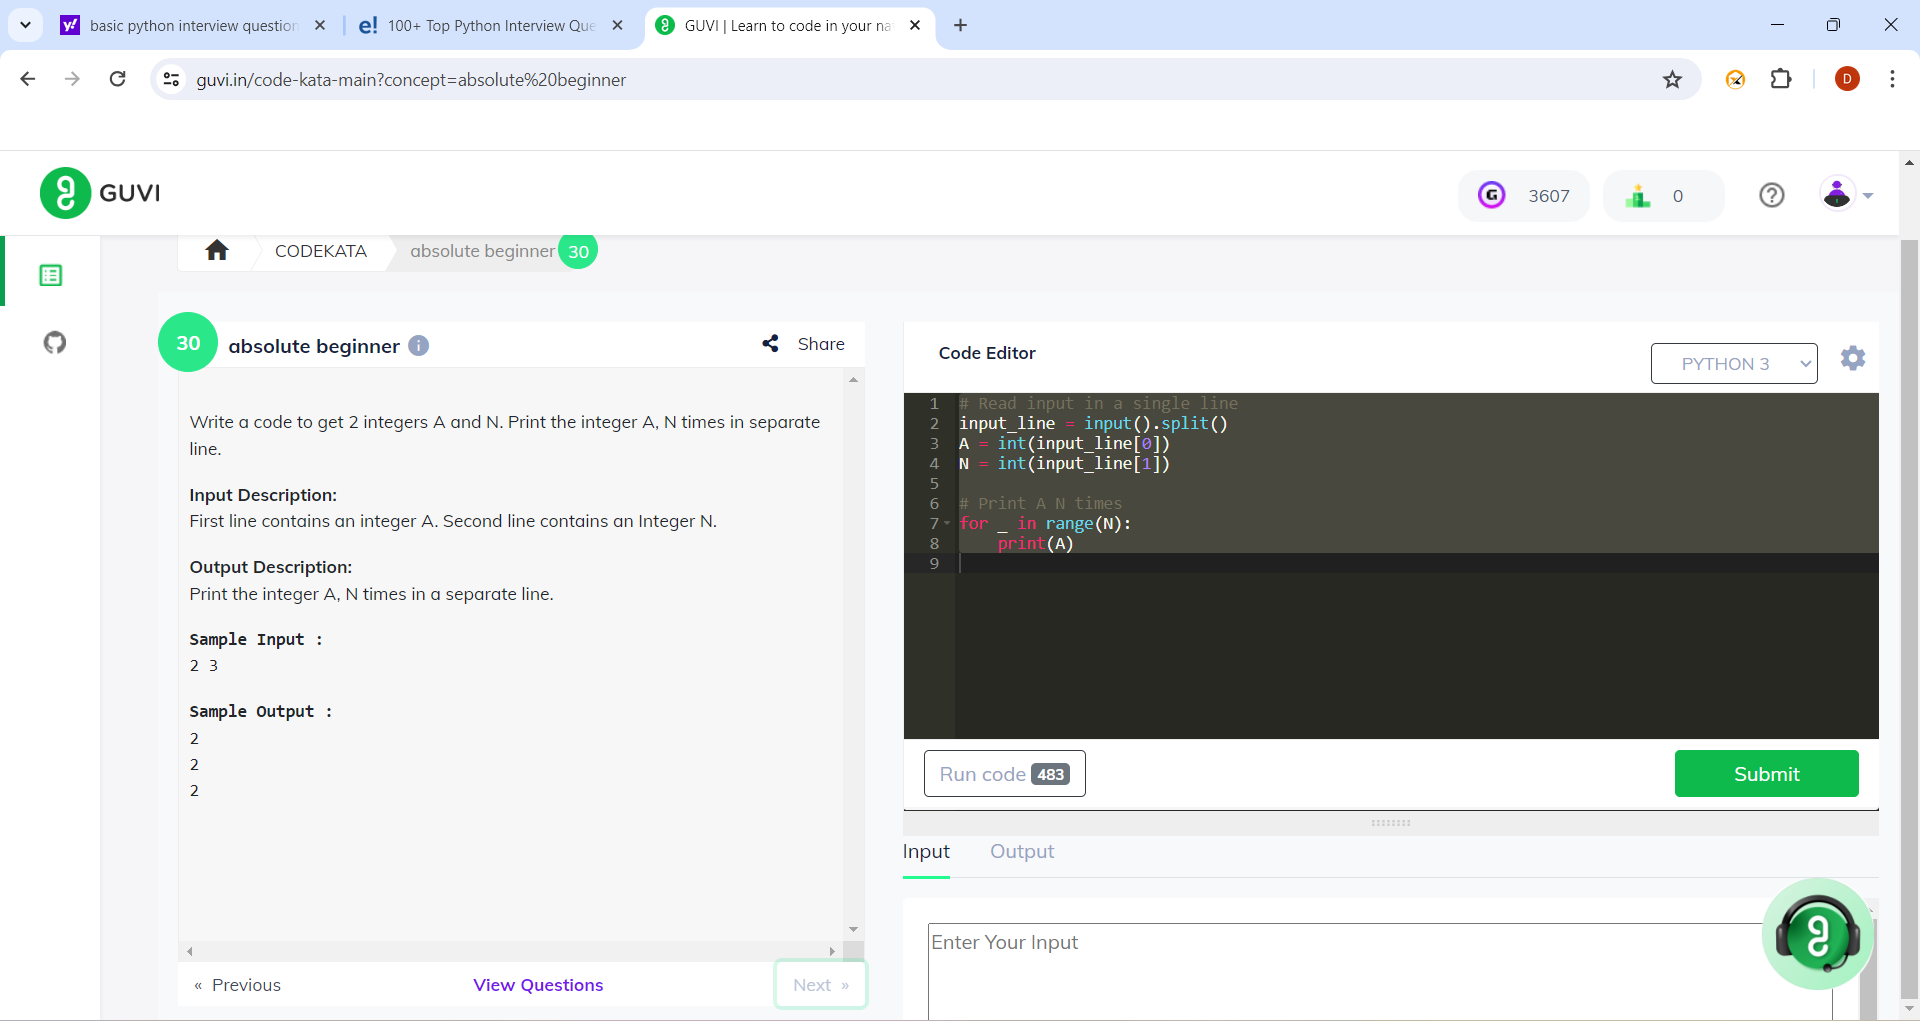 basic python interview question
100+ Top Python Interview Que
GUVI | Learn to code in your na
guvi.in/code-kata-main?concept=absolute%20beginner
D
GUVI
3607
0
CODEKATA
absolute beginner
30
30
absolute beginner
Share
Write a code to get 2 integers A and N. Print the integer A, N times in separate
line.
Input Description:
First line contains an integer A. Second line contains an Integer N.
Output Description:
Print the integer A, N times in a separate line.
Sample Input :
2 3
Sample Output :
2
2
2
« Previous
View Questions
Next »
Code Editor
PYTHON 3
1 # Read input in a single line
2 input_line = input().split()
3 A = int(input_line[0])
4 N = int(input_line[1])
5
6 # Print A N times
7 for _ in range(N):
8     print(A)
9
Run code 483
Submit
Input
Output
Enter Your Input